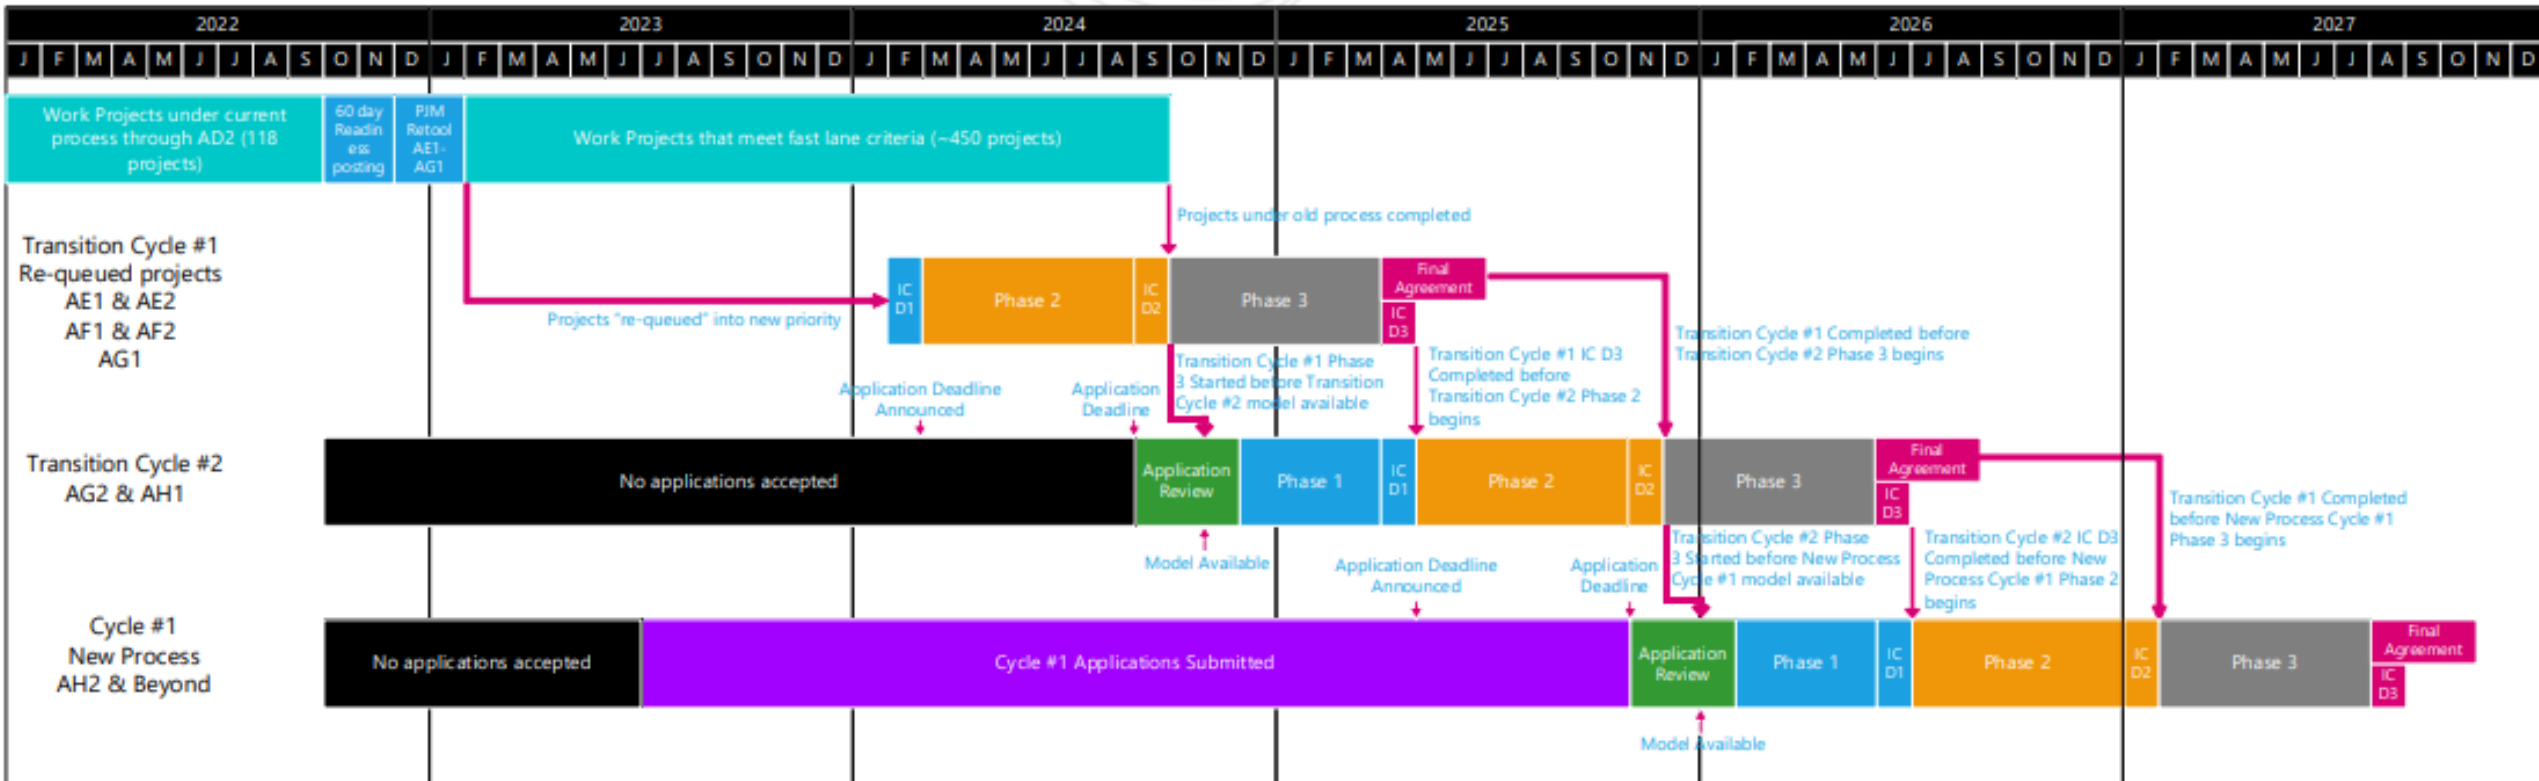 2022 2023 2024 2025 2026 2027
J F M A M J J A S O N D J F M A M J J A S O N D J F M A M J J A S O N D J F M A M J J A S O N D J F M A M J J A S O N D J F M A M J J A S O N D
Work Projects under current
process through AD2 (118
projects)
60 day
Readin
ess
posting
PJM
Retool
AE1-
AG1
Work Projects that meet fast lane criteria (~450 projects)
Projects under old process completed
Transition Cycle #1
Re-queued projects
AE1 & AE2
AF1 & AF2
AG1
Projects "re-queued" into new priority
IC
D1
Phase 2
IC
D2
Phase 3
Final
Agreement
IC
D3
Transition Cycle #1 Completed before
Transition Cycle #2 Phase 3 begins
Transition Cycle #1 Phase
3 Started before Transition
Cycle #2 model available
Transition Cycle #1 IC D3
Completed before
Transition Cycle #2 Phase 2
begins
Application Deadline
Announced
Application
Deadline
Transition Cycle #2
AG2 & AH1
No applications accepted
Application
Review
Phase 1
IC
D1
Phase 2
IC
D2
Phase 3
Final
Agreement
IC
D3
Transition Cycle #1 Completed
before New Process Cycle #1
Phase 3 begins
Model Available
Application Deadline
Announced
Application
Deadline
Transition Cycle #2 Phase
3 Started before New Process
Cycle #1 model available
Transition Cycle #2 IC D3
Completed before New
Process Cycle #1 Phase 2
begins
Cycle #1
New Process
AH2 & Beyond
No applications accepted
Cycle #1 Applications Submitted
Application
Review
Phase 1
IC
D1
Phase 2
IC
D2
Phase 3
Final
Agreement
IC
D3
Model Available